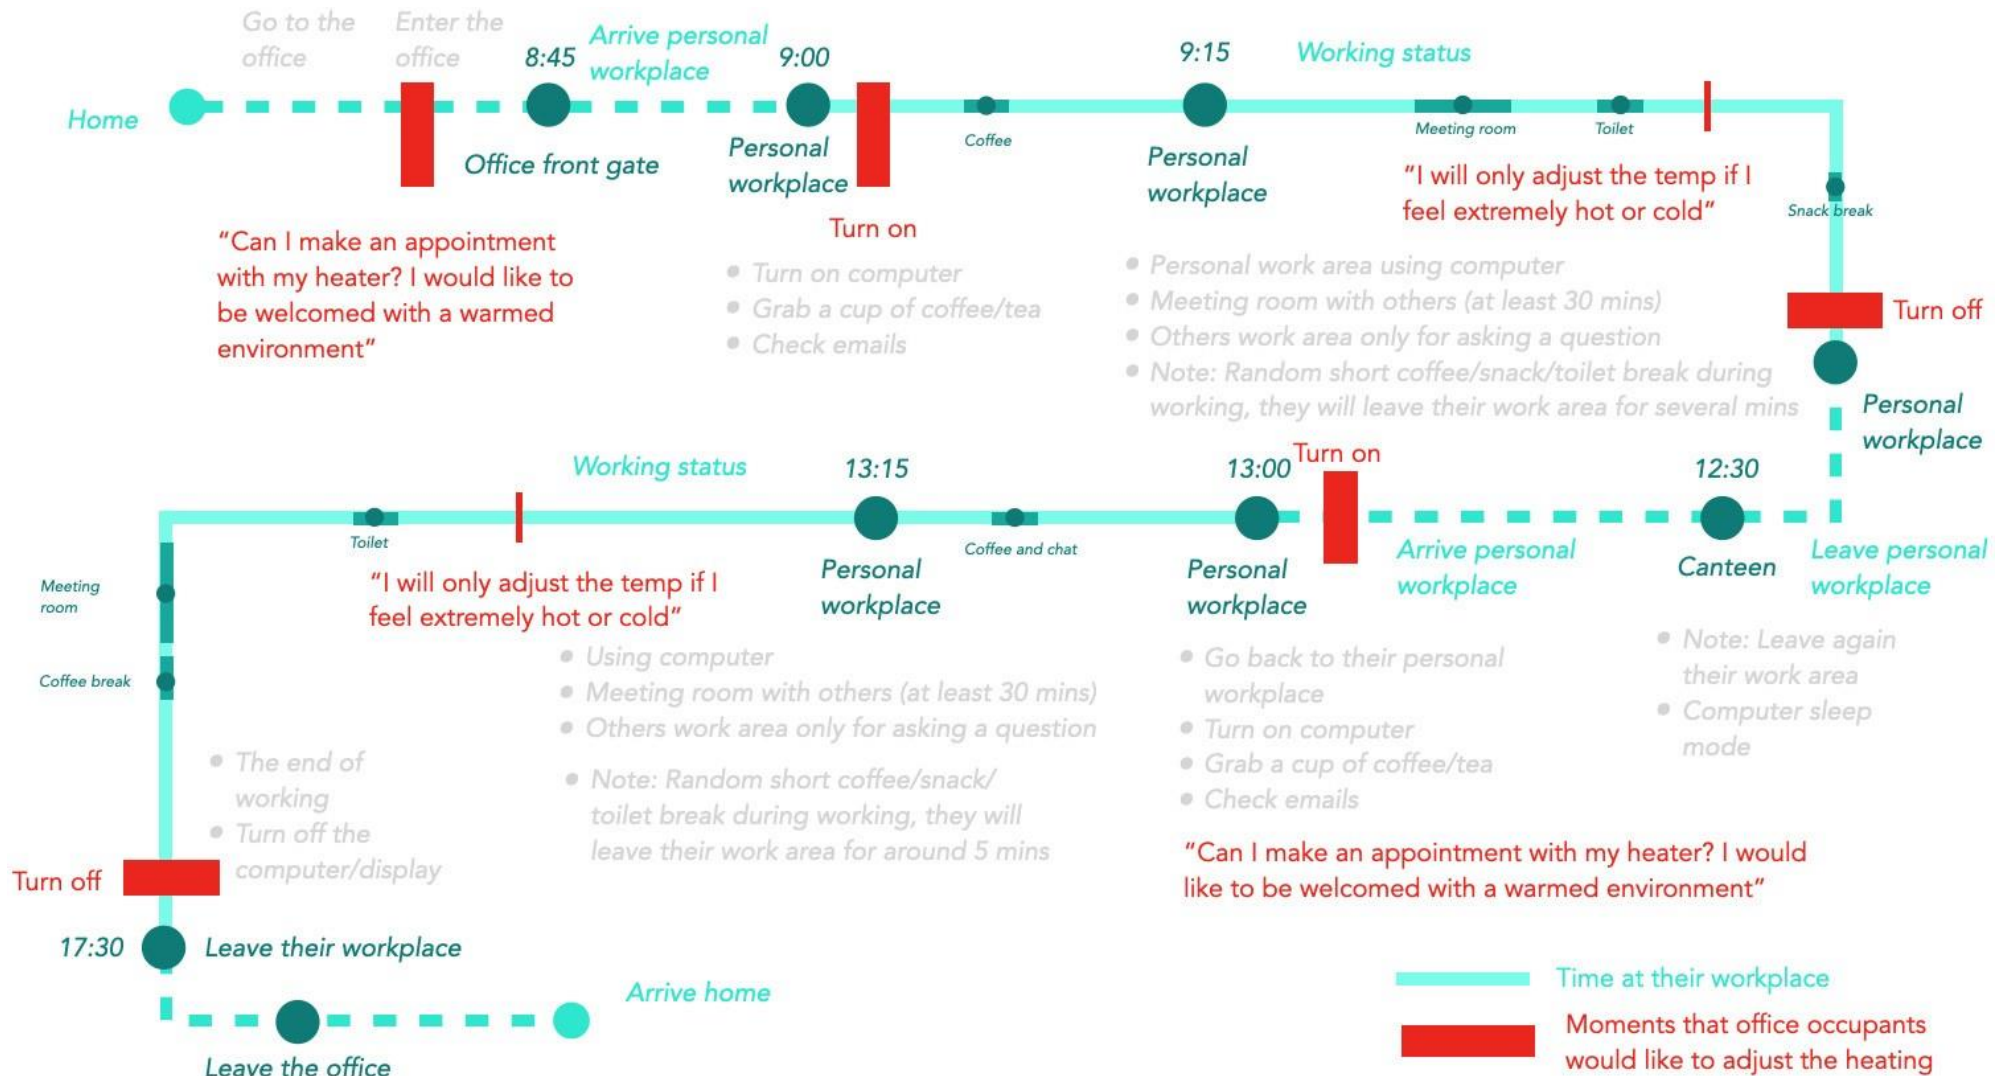 Go to the
office
Enter the
office
8:45
Arrive personal
workplace
9:00
9:15
Working status
Home
Office front gate
Personal
workplace
Coffee
Personal
workplace
Meeting room
Toilet
"Can I make an appointment
with my heater? I would like to
be welcomed with a warmed
environment"
Turn on
• Turn on computer
• Grab a cup of coffee/tea
• Check emails
"I will only adjust the temp if I
feel extremely hot or cold"
Snack break
• Personal work area using computer
• Meeting room with others (at least 30 mins)
• Others work area only for asking a question
• Note: Random short coffee/snack/toilet break during
working, they will leave their work area for several mins
Turn off
Personal
workplace
Leave personal
workplace
12:30
Canteen
• Note: Leave again
their work area
• Computer sleep
mode
Arrive personal
workplace
Turn on
13:00
Personal
workplace
• Go back to their personal
workplace
• Turn on computer
• Grab a cup of coffee/tea
• Check emails
"Can I make an appointment with my heater? I would
like to be welcomed with a warmed environment"
Coffee and chat
13:15
Personal
workplace
Working status
"I will only adjust the temp if I
feel extremely hot or cold"
• Using computer
• Meeting room with others (at least 30 mins)
• Others work area only for asking a question
• Note: Random short coffee/snack/
toilet break during working, they will
leave their work area for around 5 mins
Toilet
Meeting
room
Coffee break
• The end of
working
• Turn off the
computer/display
Turn off
17:30
Leave their workplace
Leave the office
Arrive home
Time at their workplace
Moments that office occupants
would like to adjust the heating